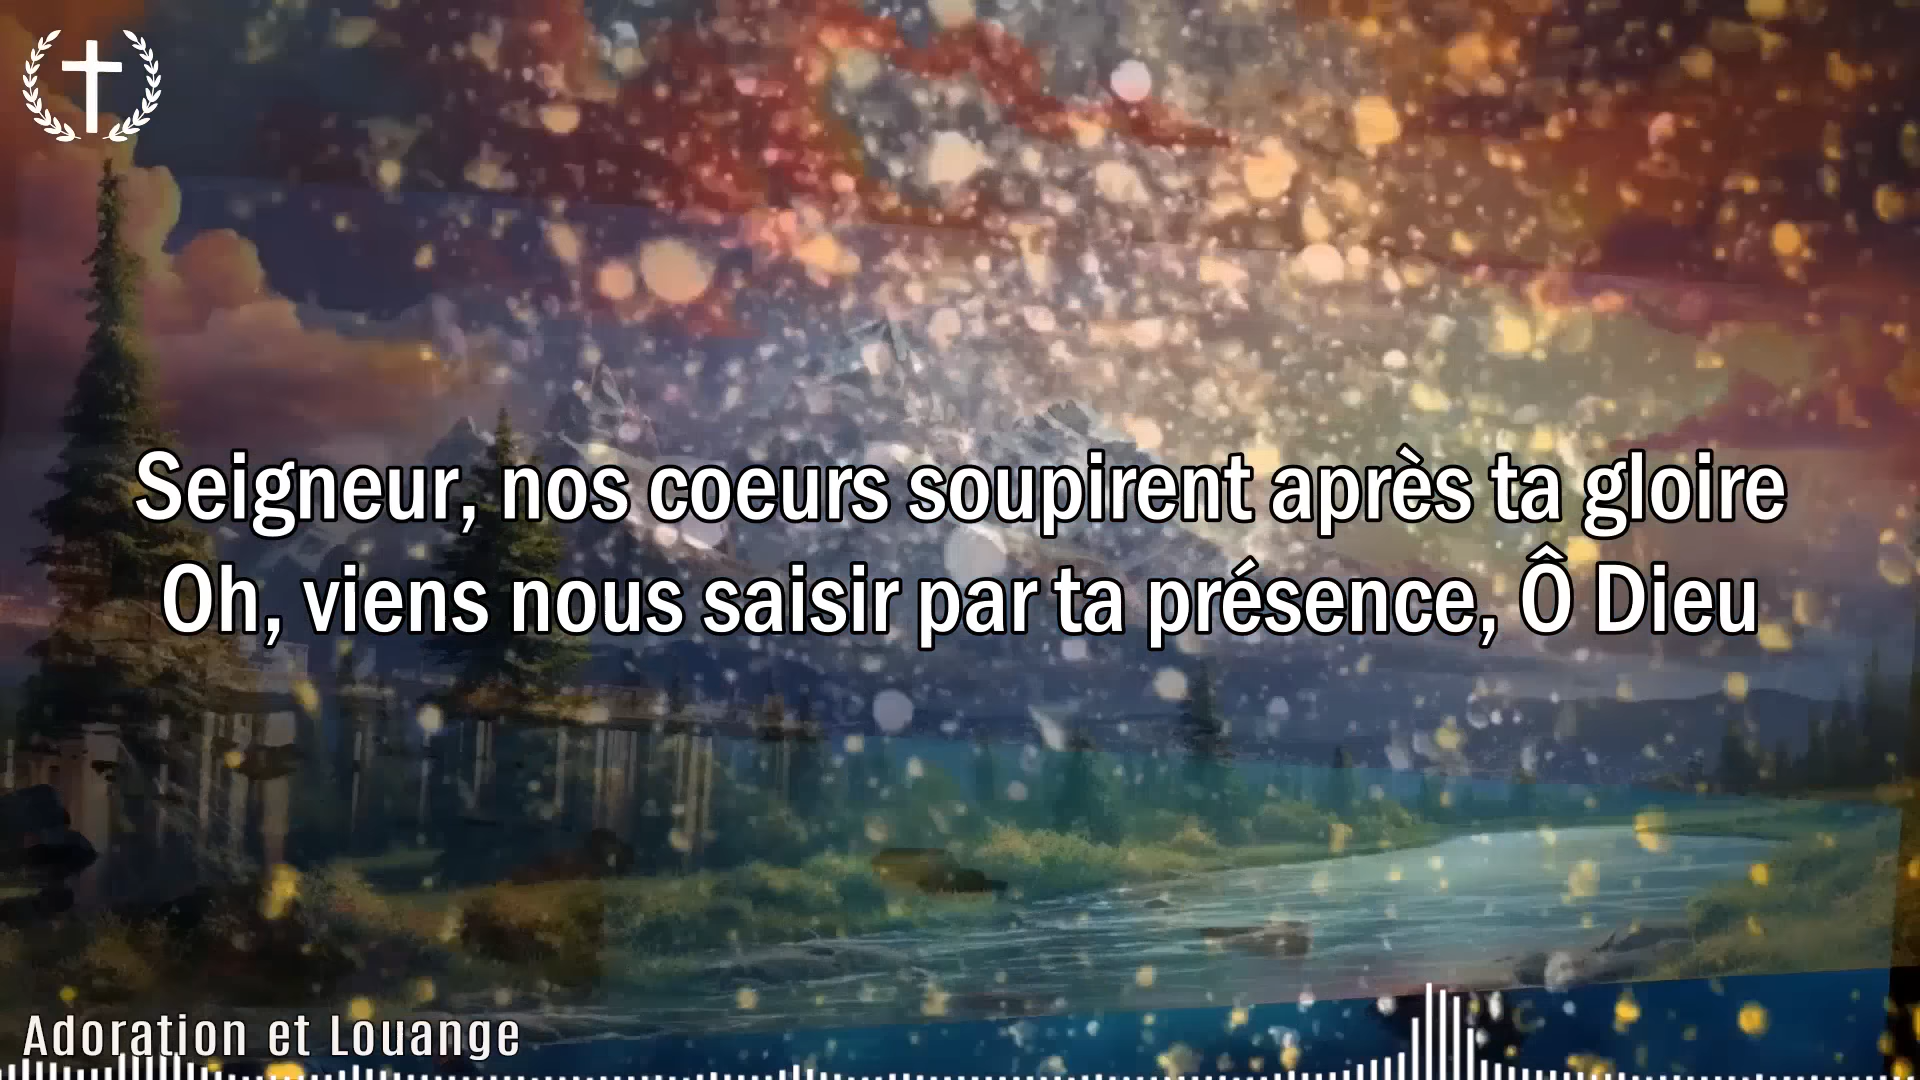 Seigneur, nos coeurs soupirent après ta gloire
Oh, viens nous saisir par ta présence, Ô Dieu
Adoration et Louange